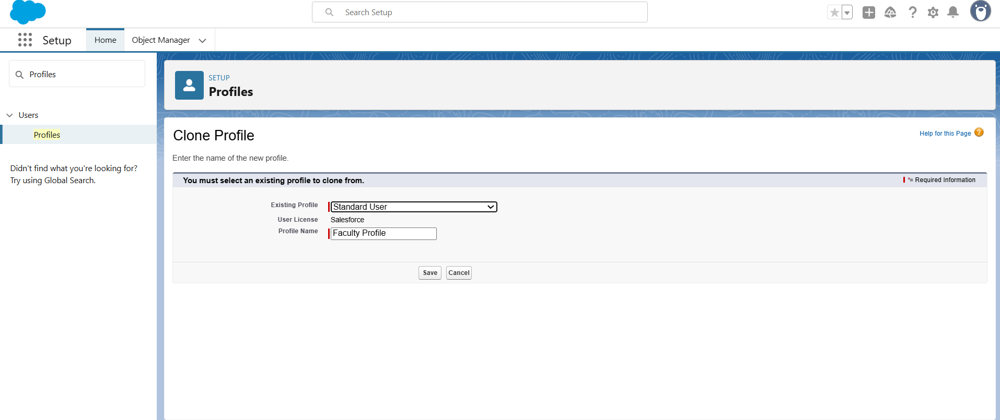 Search Setup
Setup
Home
Object Manager
Profiles
Users
Profiles
Didn't find what you're looking for?
Try using Global Search.
SETUP
Profiles
Clone Profile
Help for this Page ?
Enter the name of the new profile.
You must select an existing profile to clone from.
*= Required Information
Existing Profile
Standard User
User License
Salesforce
Profile Name
Faculty Profile
Save
Cancel